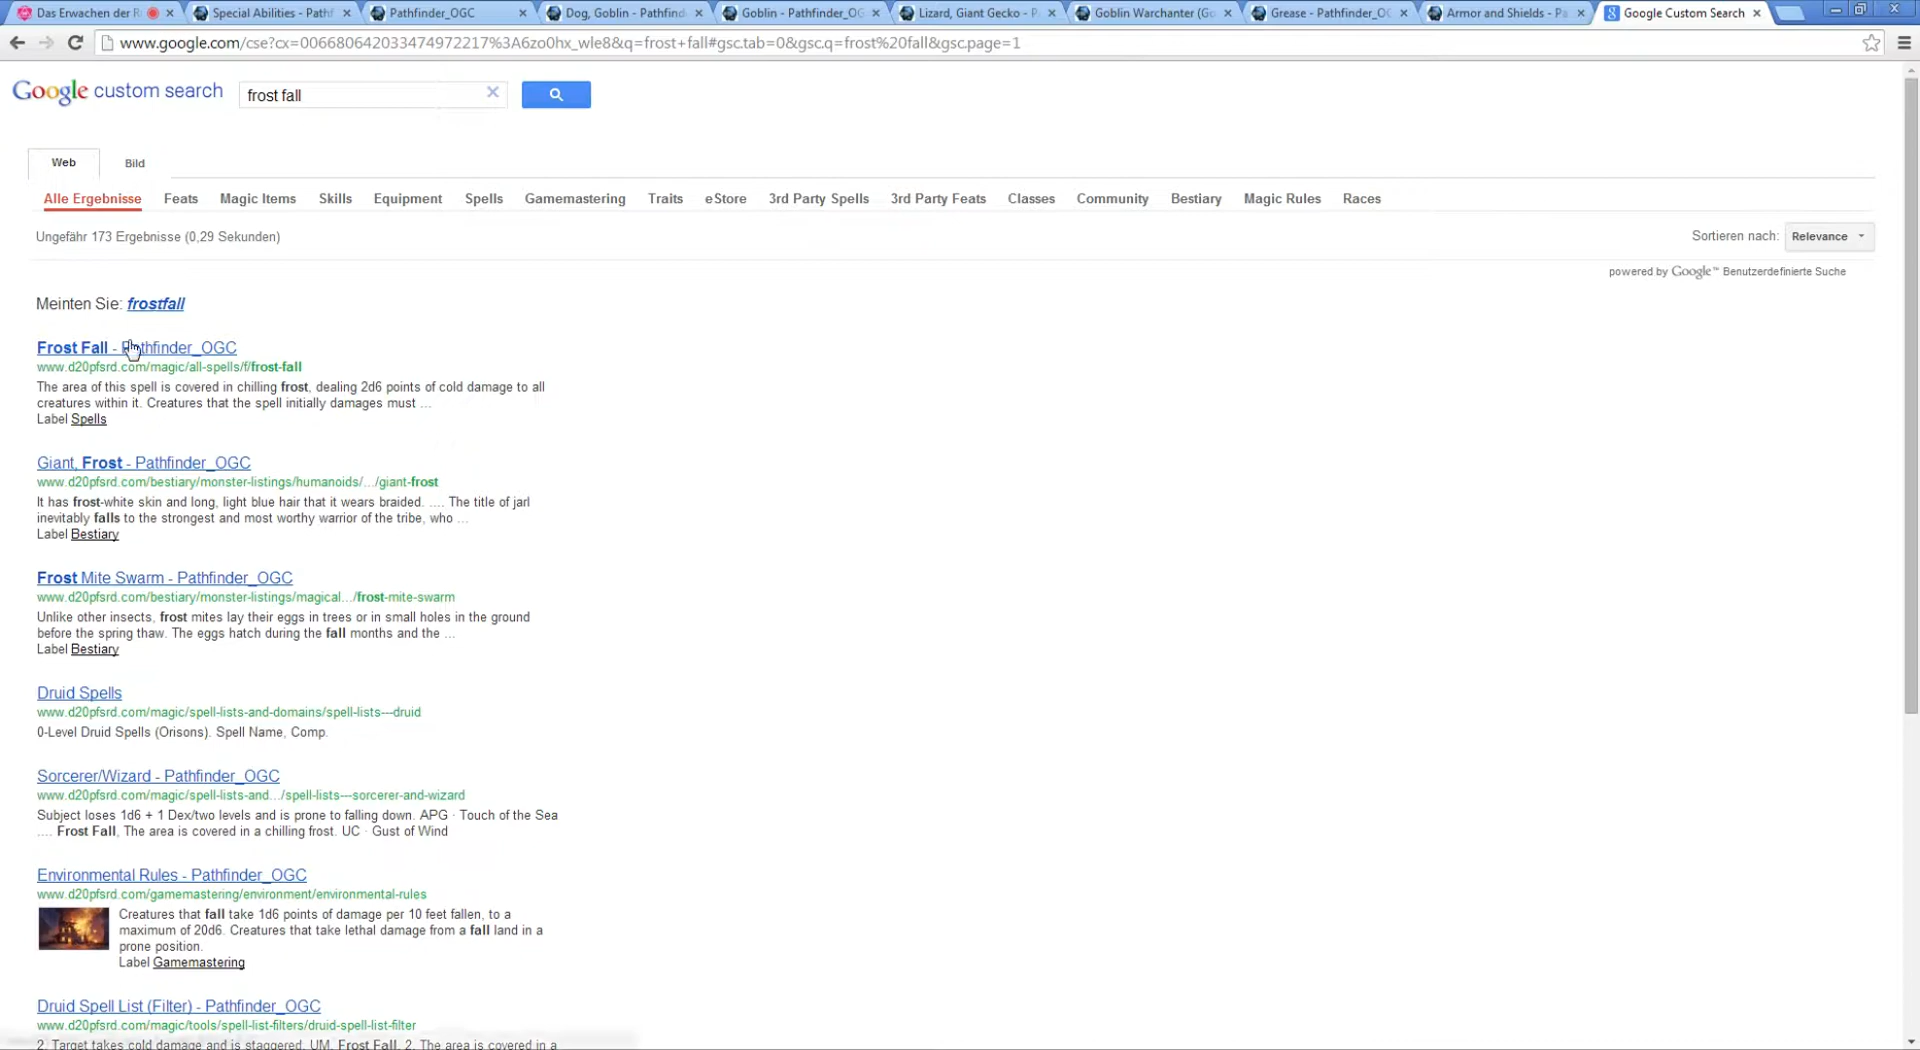 Das Erwachen der R
Special Abilities - Pathf
Pathfinder_OGC
Dog, Goblin - Pathfind
Goblin - Pathfinder_OG
Lizard, Giant Gecko - P
Goblin Warchanter (Go
Grease - Pathfinder_OG
Armor and Shields - Pa
Google Custom Search
www.google.com/cse?cx=006680642033474972217%3A6zo0hx_wle8&q=frost+fall#gsc.tab=0&gsc.q=frost%20fall&gsc.page=1
Google custom search
frost fall
Web Bild
Alle Ergebnisse Feats Magic Items Skills Equipment Spells Gamemastering Traits eStore 3rd Party Spells 3rd Party Feats Classes Community Bestiary Magic Rules Races
Ungefähr 173 Ergebnisse (0,29 Sekunden)
Sortieren nach: Relevance
powered by Google™ Benutzerdefinierte Suche
Meinten Sie: frostfall
Frost Fall - Pathfinder_OGC
www.d20pfsrd.com/magic/all-spells/f/frost-fall
The area of this spell is covered in chilling frost, dealing 2d6 points of cold damage to all
creatures within it. Creatures that the spell initially damages must ...
Label Spells
Giant, Frost - Pathfinder_OGC
www.d20pfsrd.com/bestiary/monster-listings/humanoids/.../giant-frost
It has frost-white skin and long, light blue hair that it wears braided. .... The title of jarl
inevitably falls to the strongest and most worthy warrior of the tribe, who ...
Label Bestiary
Frost Mite Swarm - Pathfinder_OGC
www.d20pfsrd.com/bestiary/monster-listings/magical.../frost-mite-swarm
Unlike other insects, frost mites lay their eggs in trees or in small holes in the ground
before the spring thaw. The eggs hatch during the fall months and the ...
Label Bestiary
Druid Spells
www.d20pfsrd.com/magic/spell-lists-and-domains/spell-lists---druid
0-Level Druid Spells (Orisons). Spell Name, Comp.
Sorcerer/Wizard - Pathfinder_OGC
www.d20pfsrd.com/magic/spell-lists-and.../spell-lists---sorcerer-and-wizard
Subject loses 1d6 + 1 Dex/two levels and is prone to falling down. APG · Touch of the Sea
.... Frost Fall, The area is covered in a chilling frost. UC · Gust of Wind
Environmental Rules - Pathfinder_OGC
www.d20pfsrd.com/gamemastering/environment/environmental-rules
Creatures that fall take 1d6 points of damage per 10 feet fallen, to a
maximum of 20d6. Creatures that take lethal damage from a fall land in a
prone position.
Label Gamemastering
Druid Spell List (Filter) - Pathfinder_OGC
www.d20pfsrd.com/magic/tools/spell-list-filters/druid-spell-list-filter
2. Target takes cold damage and is staggered. UM. Frost Fall. 2. The area is covered in a